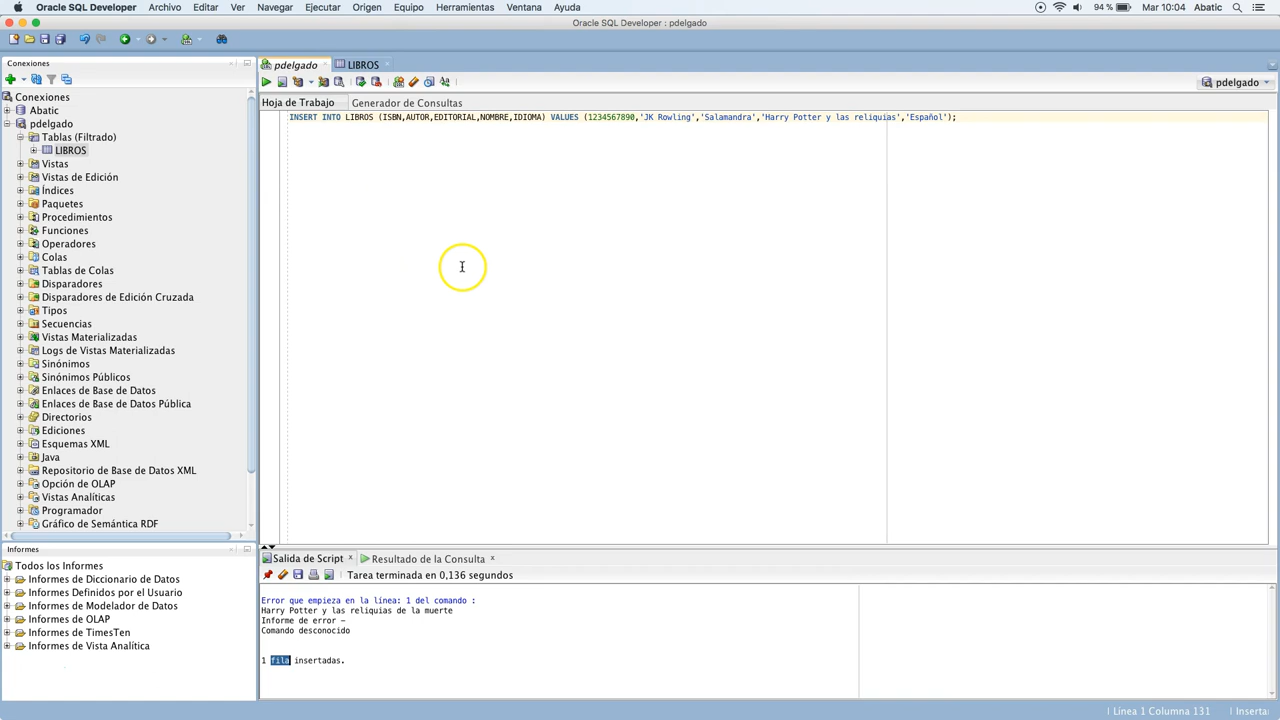 Oracle SQL Developer Archivo Editar Ver Navegar Ejecutar Origen Equipo Herramientas Ventana Ayuda 94 % Mar 10:04 Abatic
Oracle SQL Developer : pdelgado
Conexiones
pdelgado
LIBROS
pdelgado
Conexiones
Abatic
pdelgado
Tablas (Filtrado)
LIBROS
Vistas
Vistas de Edición
Índices
Paquetes
Procedimientos
Funciones
Operadores
Colas
Tablas de Colas
Disparadores
Disparadores de Edición Cruzada
Tipos
Secuencias
Vistas Materializadas
Logs de Vistas Materializadas
Sinónimos
Sinónimos Públicos
Enlaces de Base de Datos
Enlaces de Base de Datos Pública
Directorios
Ediciones
Esquemas XML
Java
Repositorio de Base de Datos XML
Opción de OLAP
Vistas Analíticas
Programador
Gráfico de Semántica RDF
Hoja de Trabajo Generador de Consultas
INSERT INTO LIBROS (ISBN,AUTOR,EDITORIAL,NOMBRE,IDIOMA) VALUES (1234567890,'JK Rowling','Salamandra','Harry Potter y las reliquias','Español');
Informes
Todos los Informes
Informes de Diccionario de Datos
Informes Definidos por el Usuario
Informes de Modelador de Datos
Informes de OLAP
Informes de TimesTen
Informes de Vista Analítica
Salida de Script × Resultado de la Consulta ×
Tarea terminada en 0,136 segundos
Error que empieza en la línea: 1 del comando :
Harry Potter y las reliquias de la muerte
Informe de error -
Comando desconocido
1 fila insertadas.
Línea 1 Columna 131 Inserta